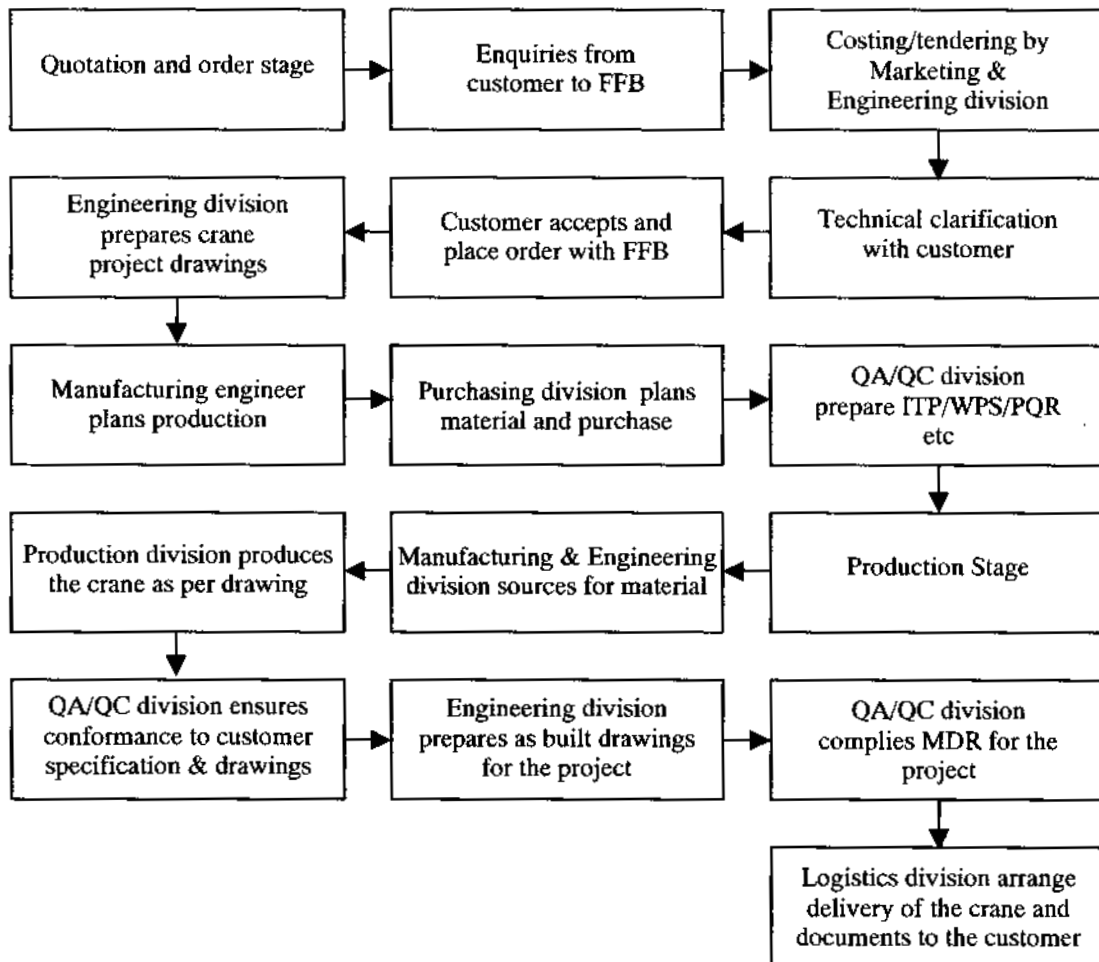 Quotation and order stage
Enquiries from
customer to FFB
Costing/tendering by
Marketing &
Engineering division
Technical clarification
with customer
Customer accepts and
place order with FFB
Engineering division
prepares crane
project drawings
Manufacturing engineer
plans production
Purchasing division plans
material and purchase
QA/QC division
prepare ITP/WPS/PQR
etc
Production Stage
Manufacturing & Engineering
division sources for material
Production division produces
the crane as per drawing
QA/QC division ensures
conformance to customer
specification & drawings
Engineering division
prepares as built drawings
for the project
QA/QC division
complies MDR for the
project
Logistics division arrange
delivery of the crane and
documents to the customer